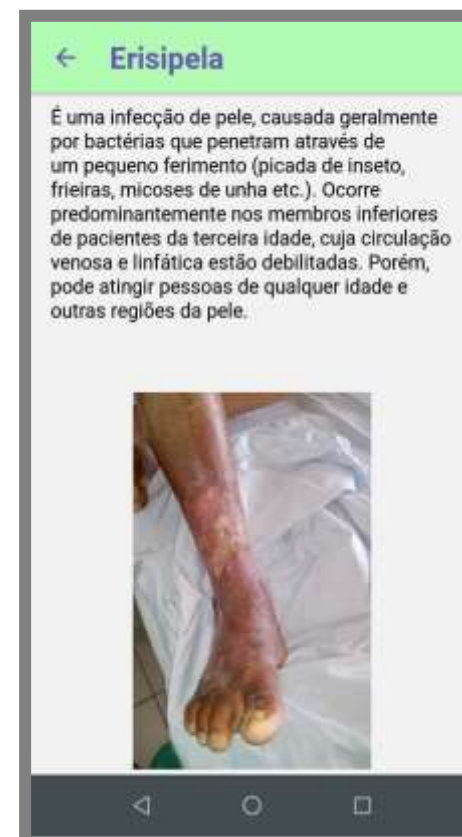 Erisipela
É uma infecção de pele, causada geralmente
por bactérias que penetram através de
um pequeno ferimento (picada de inseto,
frieiras, micoses de unha etc.). Ocorre
predominantemente nos membros inferiores
de pacientes da terceira idade, cuja circulação
venosa e linfática estão debilitadas. Porém,
pode atingir pessoas de qualquer idade e
outras regiões da pele.